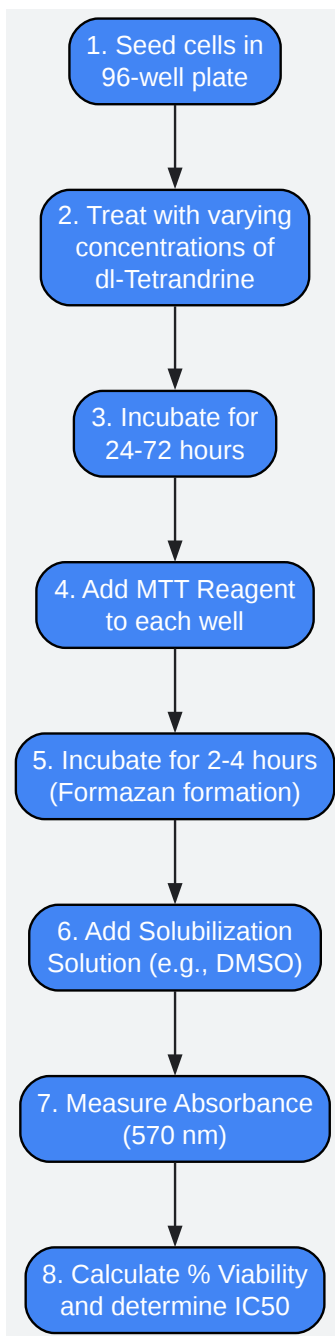 1. Seed cells in
96-well plate
2. Treat with varying
concentrations of
dl-Tetrandrine
3. Incubate for
24-72 hours
4. Add MTT Reagent
to each well
5. Incubate for 2-4 hours
(Formazan formation)
6. Add Solubilization
Solution (e.g., DMSO)
7. Measure Absorbance
(570 nm)
8. Calculate % Viability
and determine IC50